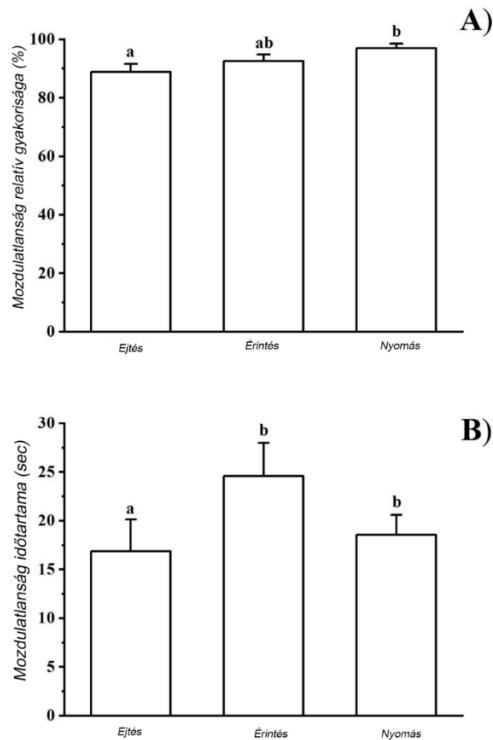 A)
Mozdulatlanság relatív gyakorisága (%)
100
80
60
40
20
0
a
ab
b
Ejtés
Érintés
Nyomás
B)
Mozdulatlanság időtartama (sec)
30
25
20
15
10
5
0
a
b
b
Ejtés
Érintés
Nyomás